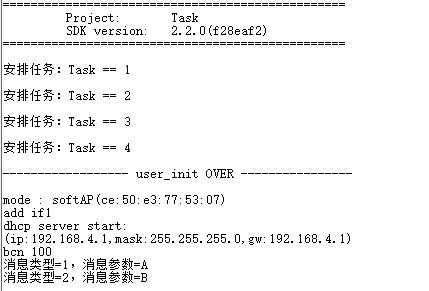 ====================================================
Project: Task
SDK version: 2.2.0(f28eaf2)
====================================================
安排任务：Task == 1
安排任务：Task == 2
安排任务：Task == 3
安排任务：Task == 4
----------------- user_init OVER -----------------
mode : softAP(ce:50:e3:77:53:07)
add if1
dhcp server start:
(ip:192.168.4.1,mask:255.255.255.0,gw:192.168.4.1)
bcn 100
消息类型=1，消息参数=A
消息类型=2，消息参数=B